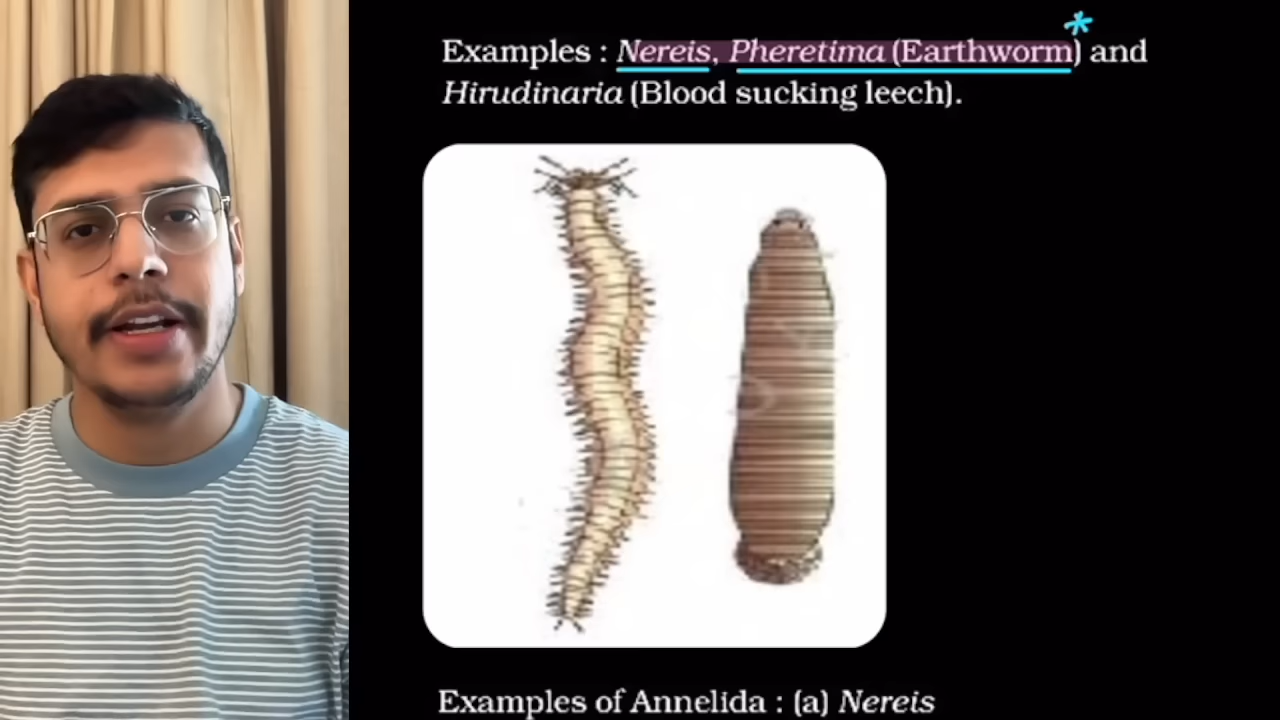 Examples : Nereis, Pheretima (Earthworm) and
Hirudinaria (Blood sucking leech).
Examples of Annelida : (a) Nereis